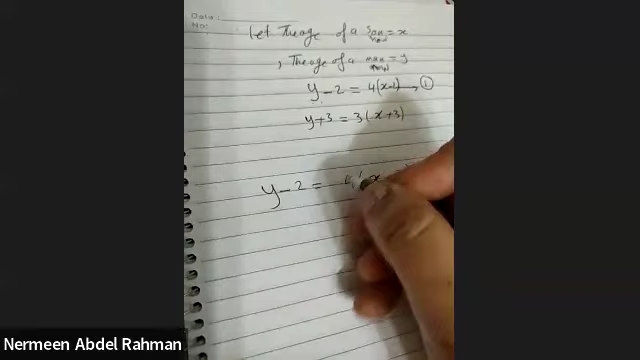 Date:
No:
Let The age of a son now = x
, The age of a man now = y
y - 2 = 4(x-2) → ①
y + 3 = 3(x+3)
y - 2 =
Nermeen Abdel Rahman